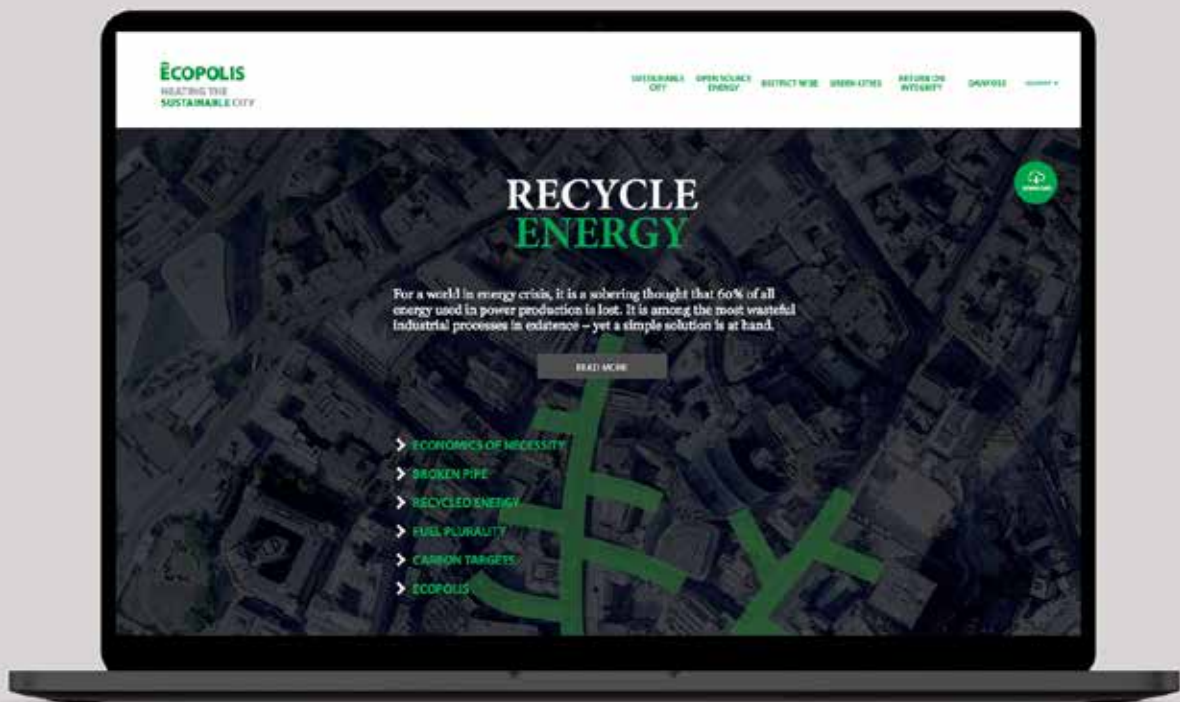 ECOPOLIS
HEATING THE
SUSTAINABLE CITY
SUSTAINABLE CITY
OPEN SOURCE ENERGY
DISTRICT WISE
URBAN CITIES
RETURN ON INTEGRITY
DANFOSS
RECYCLE
ENERGY
For a world in energy crisis, it is a sobering thought that 60% of all
energy used in power production is lost. It is among the most wasteful
industrial processes in existence – yet a simple solution is at hand.
READ MORE
ECONOMICS OF NECESSITY
BROKEN PIPE
RECYCLED ENERGY
FUEL PLURALITY
CARBON TARGETS
ECOPOLIS